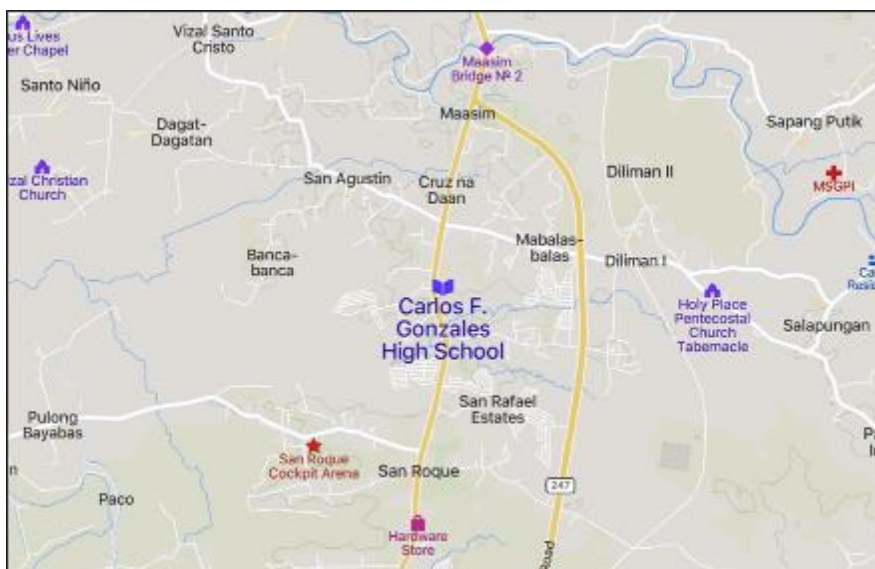 us Lives
er Chapel
Vizal Santo
Cristo
Maasim
Bridge № 2
Santo Niño
Maasim
Dagat-
Dagatan
Sapang Putik
zal Christian
Church
San Agustin
Cruz na
Daan
Diliman II
MSGPI
Banca-
banca
Mabalas-
balas
Diliman I
Ca
Resid
Carlos F.
Gonzales
High School
Holy Place
Pentecostal
Church
Tabernacle
Salapungan
San Rafael
Estates
Pulong
Bayabas
Pa
I
San Roque
Cockpit Arena
San Roque
n
247
Paco
Hardware
Store
Road